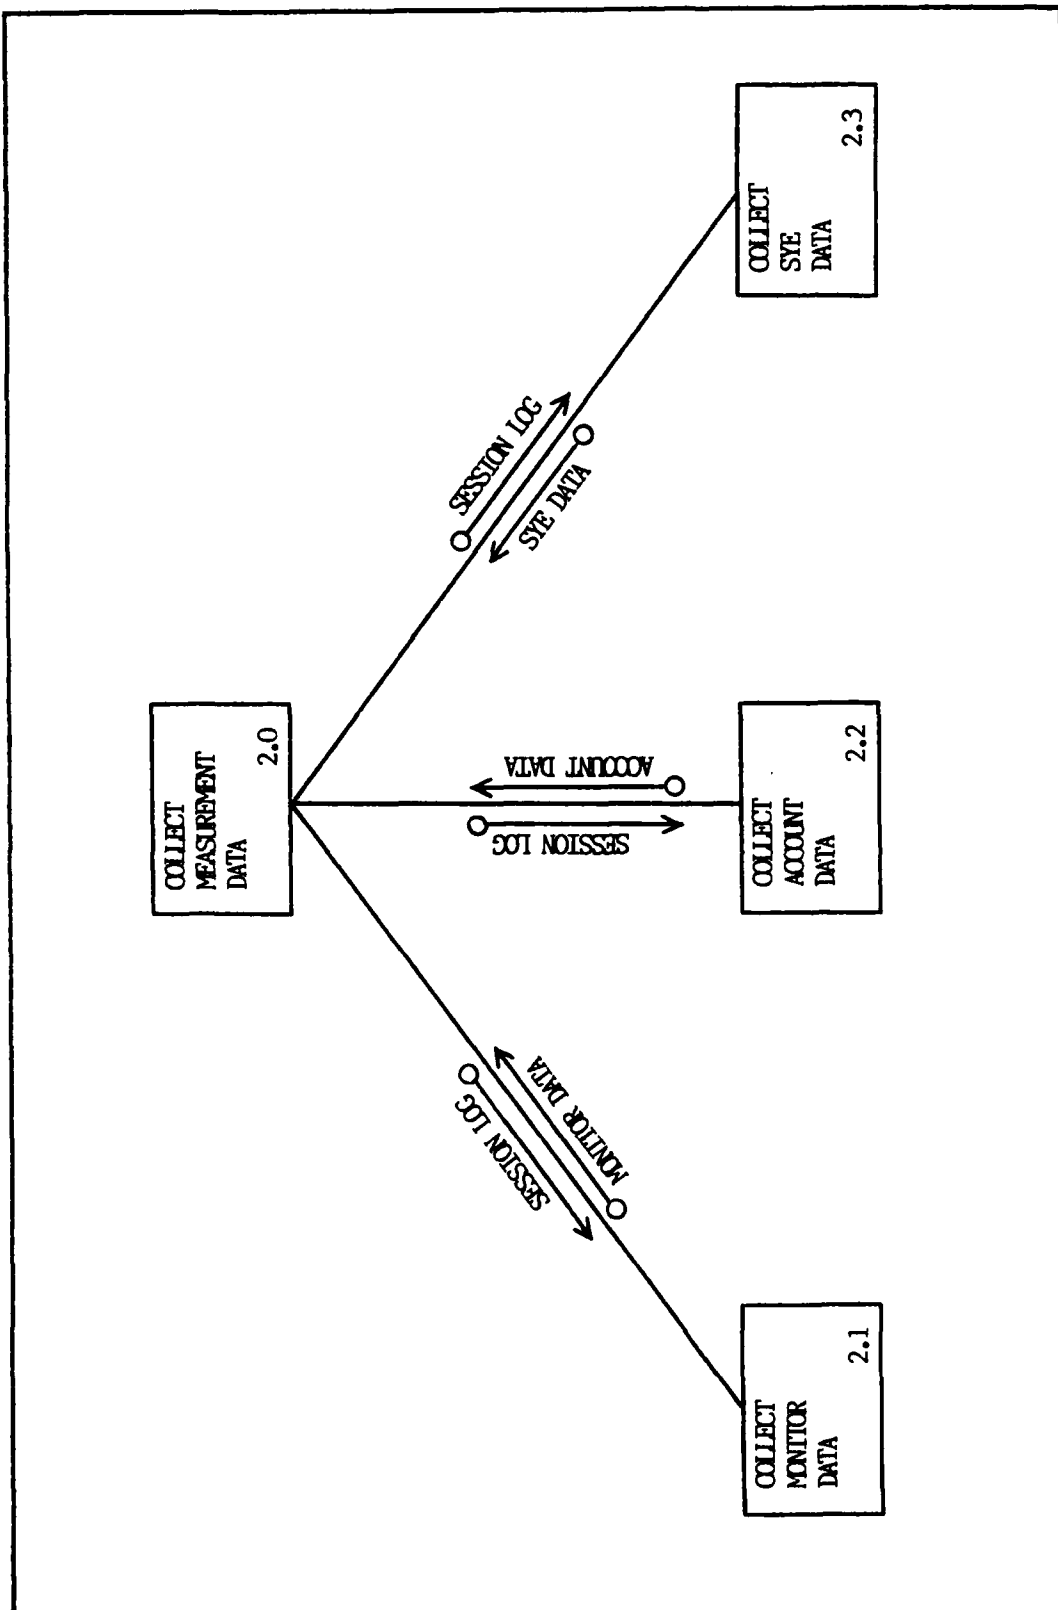 COLLECT
MEASUREMENT
DATA
2.0
SESSION LOG
MONITOR DATA
SESSION LOG
ACCOUNT DATA
SESSION LOG
SYE DATA
COLLECT
MONITOR
DATA
2.1
COLLECT
ACCOUNT
DATA
2.2
COLLECT
SYE
DATA
2.3